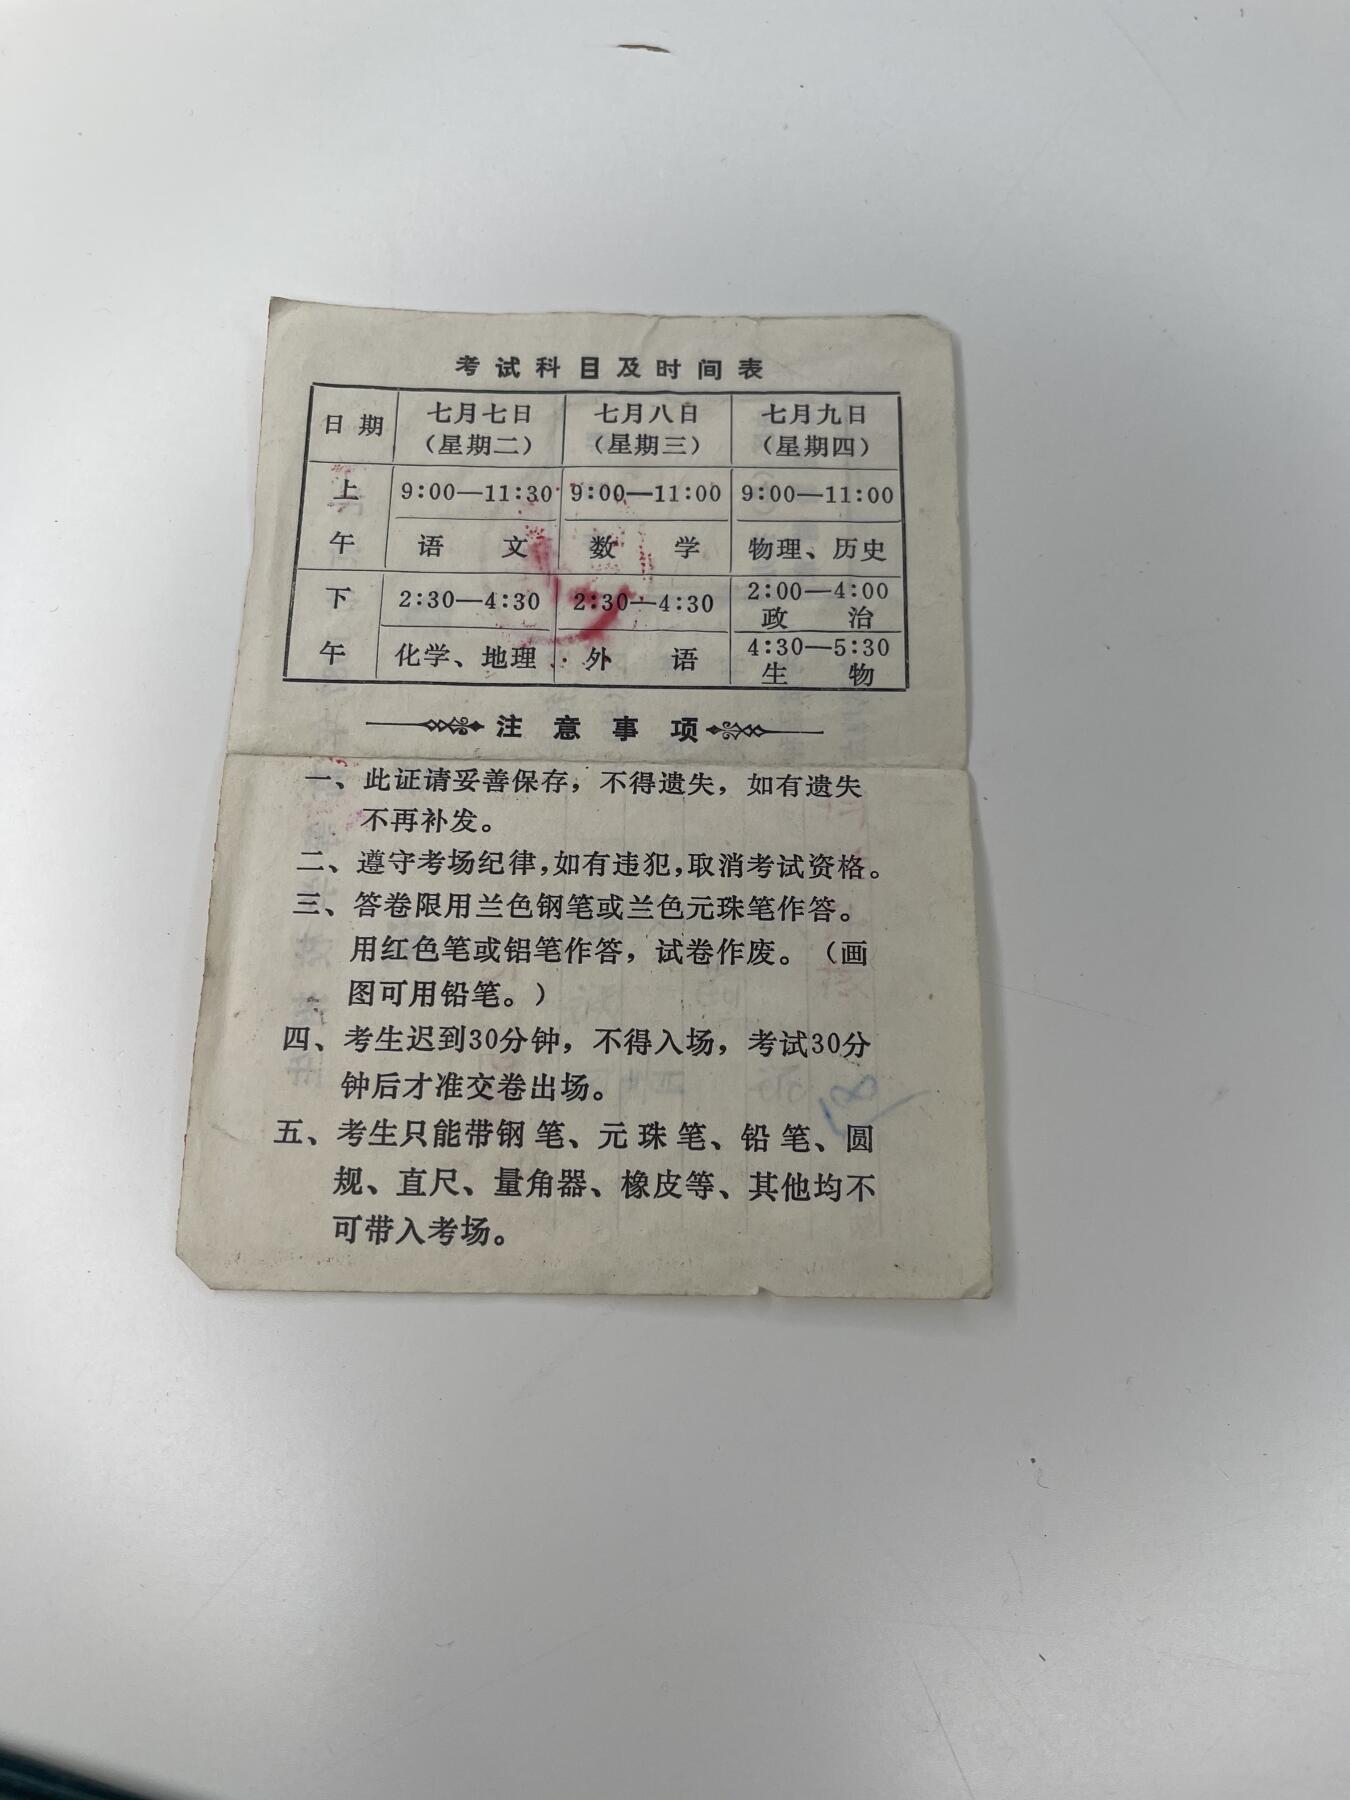 考试科目及时间表
日期 七月七日 七月八日 七月九日
（星期二） （星期三） （星期四）
上 9:00—11:30 9:00—11:00 9:00—11:00
午 语文 数学 物理、历史
下 2:30—4:30 2:30—4:30 2:00—4:00
政治
午 化学、地理 外语 4:30—5:30
生物
注意事项
一、此证请妥善保存，不得遗失，如有遗失
不再补发。
二、遵守考场纪律，如有违犯，取消考试资格。
三、答卷限用兰色钢笔或兰色元珠笔作答。
用红色笔或铅笔作答，试卷作废。（画
图可用铅笔。）
四、考生迟到30分钟，不得入场，考试30分
钟后才准交卷出场。
五、考生只能带钢笔、元珠笔、铅笔、圆
规、直尺、量角器、橡皮等、其他均不
可带入考场。